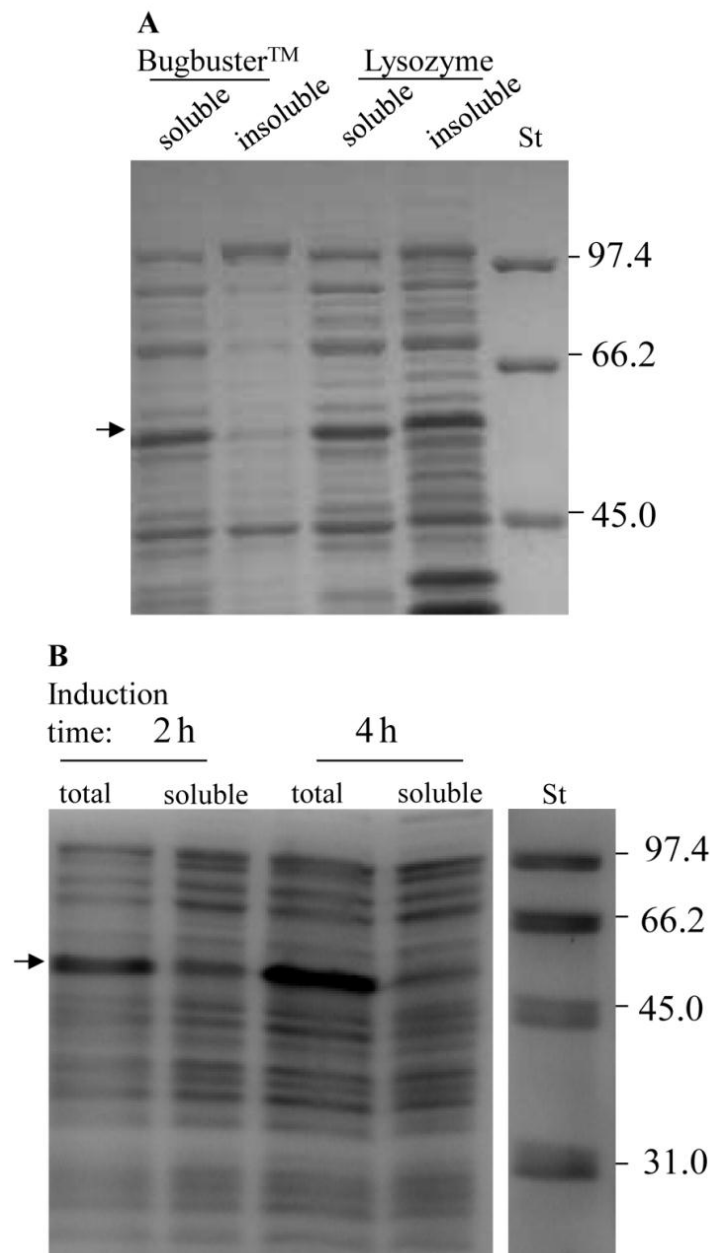 A
Bugbuster™ Lysozyme
soluble insoluble soluble insoluble St
97.4
66.2
45.0
B
Induction
time: 2 h 4 h
total soluble total soluble St
97.4
66.2
45.0
31.0